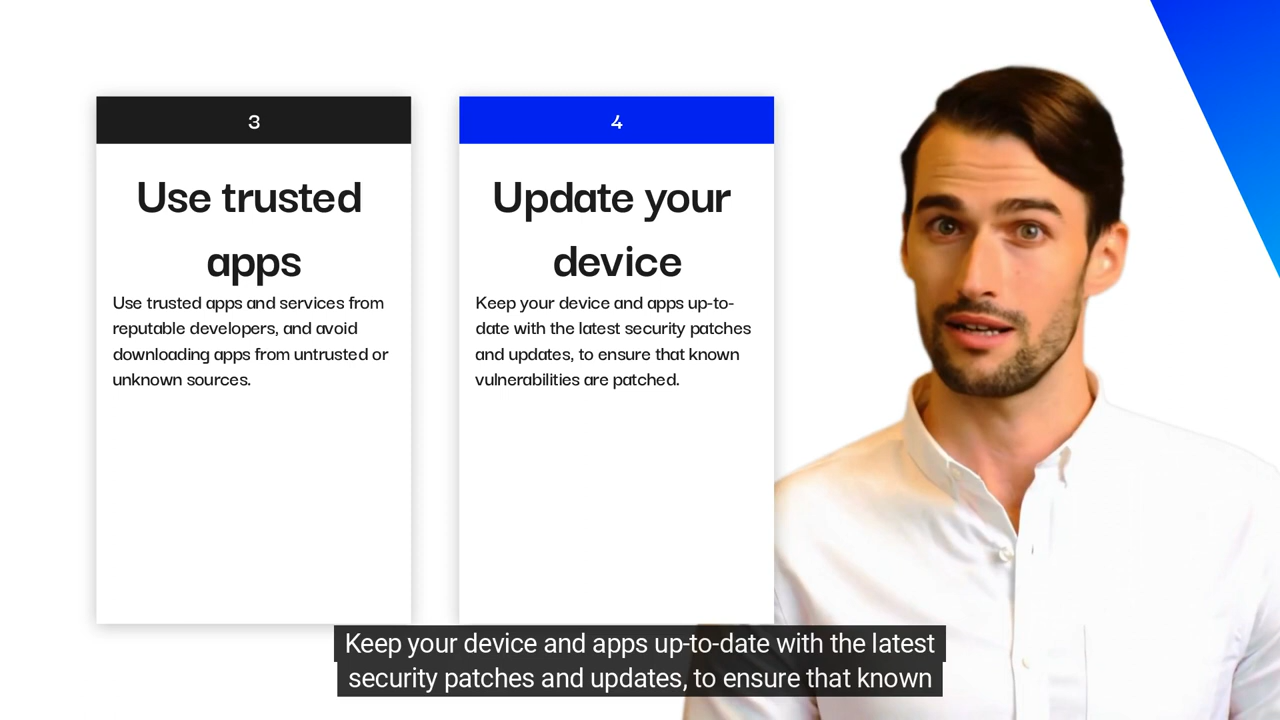 3
Use trusted
apps
Use trusted apps and services from
reputable developers, and avoid
downloading apps from untrusted or
unknown sources.
4
Update your
device
Keep your device and apps up-to-
date with the latest security patches
and updates, to ensure that known
vulnerabilities are patched.
Keep your device and apps up-to-date with the latest
security patches and updates, to ensure that known